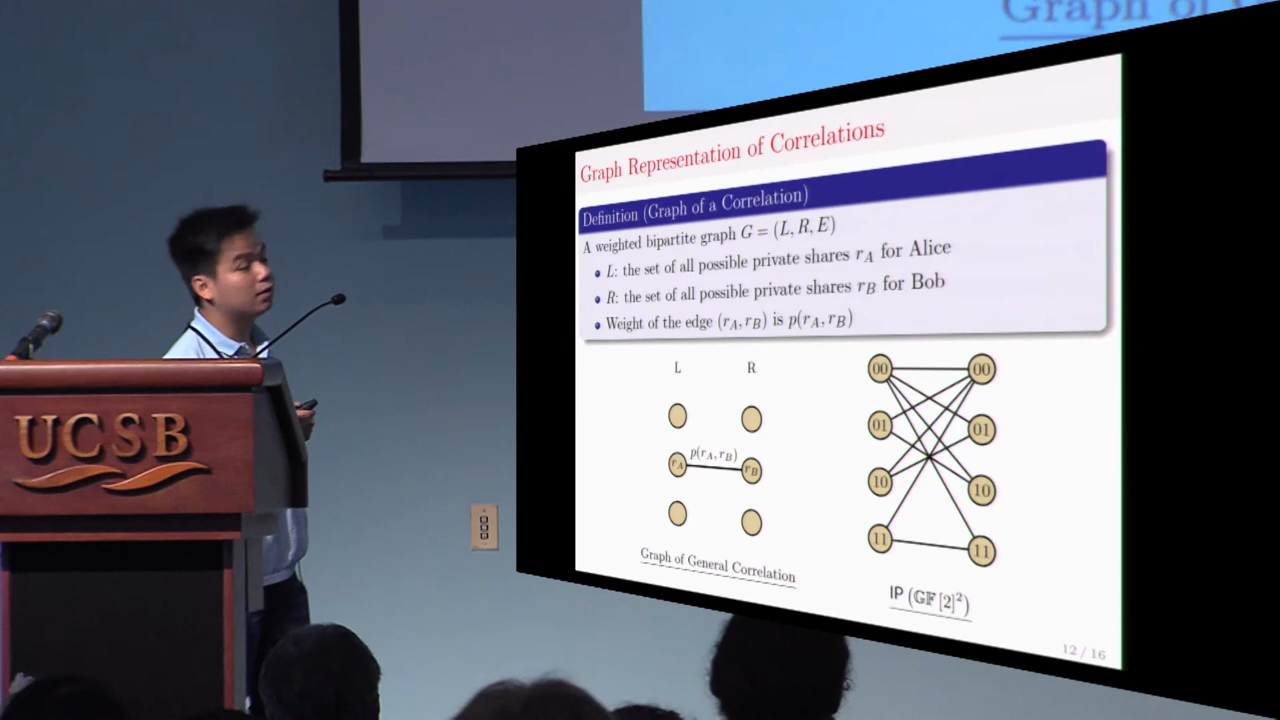 Graph of
Graph Representation of Correlations
Definition (Graph of a Correlation)
A weighted bipartite graph G = (L, R, E)
• L: the set of all possible private shares r_A for Alice
• R: the set of all possible private shares r_B for Bob
• Weight of the edge (r_A, r_B) is p(r_A, r_B)
L R
r_A p(r_A, r_B) r_B
Graph of General Correlation
00 00
01 01
10 10
11 11
IP (GF [2]²)
12 / 16
UCSB